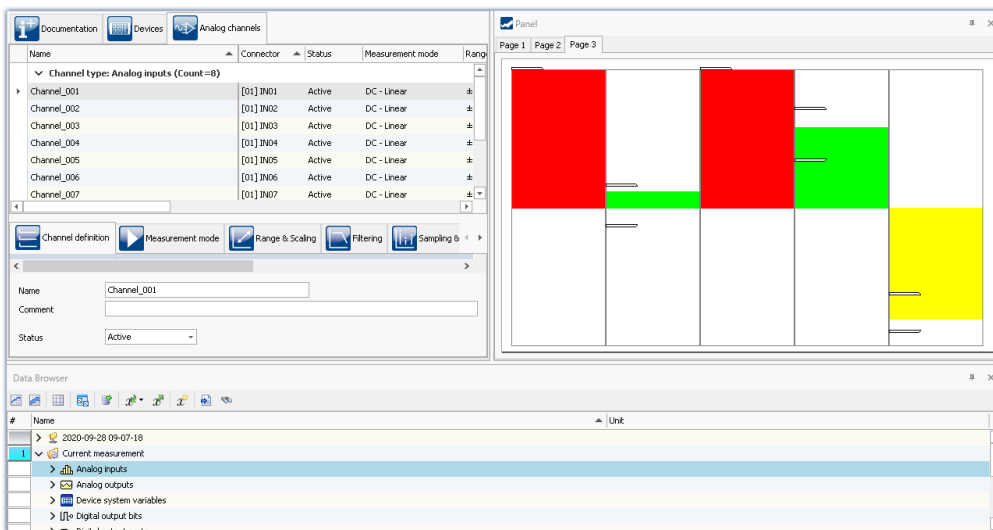 Documentation Devices Analog channels
Name Connector Status Measurement mode Rang
Channel type: Analog inputs (Count=8)
Channel_001 [01] IN01 Active DC - Linear ±
Channel_002 [01] IN02 Active DC - Linear ±
Channel_003 [01] IN03 Active DC - Linear ±
Channel_004 [01] IN04 Active DC - Linear ±
Channel_005 [01] IN05 Active DC - Linear ±
Channel_006 [01] IN06 Active DC - Linear ±
Channel_007 [01] IN07 Active DC - Linear ±
Channel definition Measurement mode Range & Scaling Filtering Sampling &
Name Channel_001
Comment
Status Active
Panel
Page 1 Page 2 Page 3
Data Browser
# Name Unit
2020-09-28 09-07-18
1 Current measurement
Analog inputs
Analog outputs
Device system variables
Digital output bits